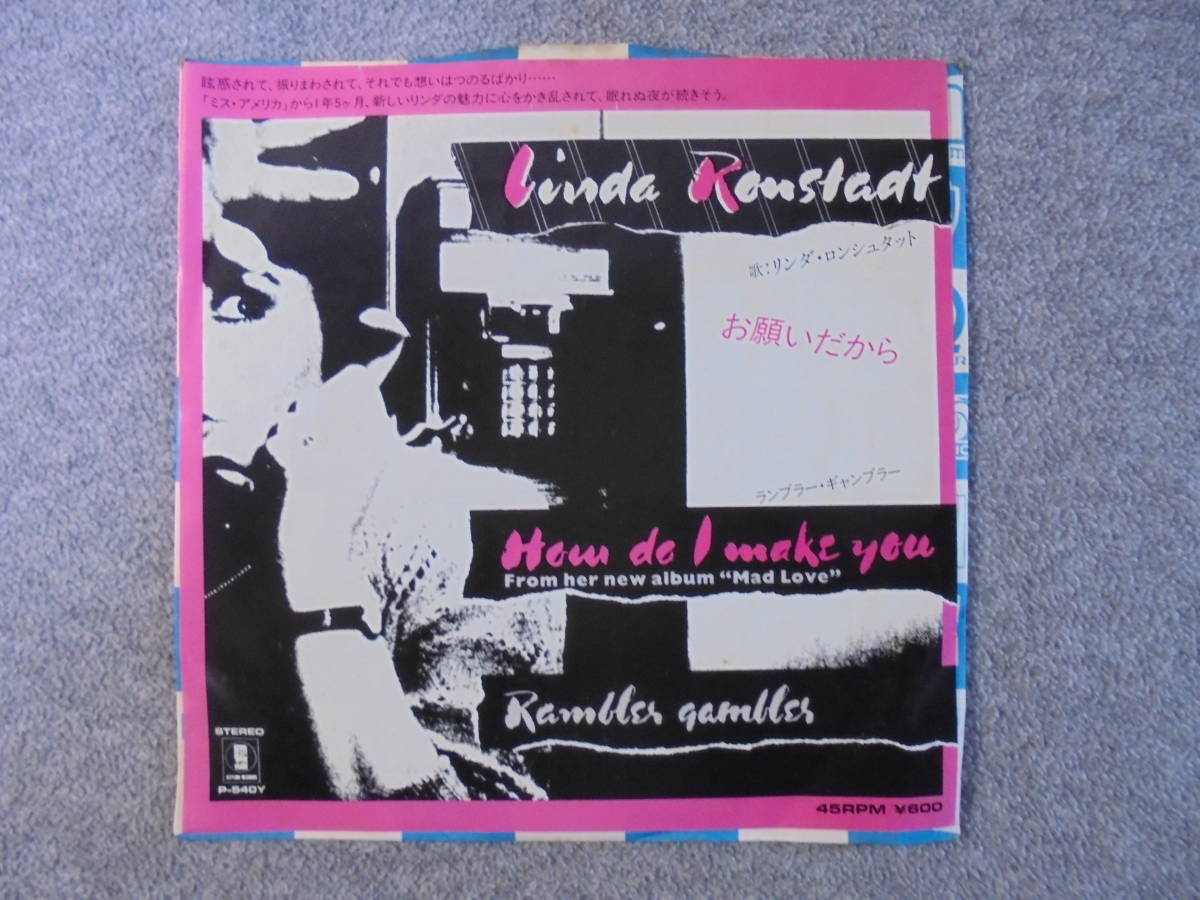 眩惑されて、振りまわされて、それでも想いはつのるばかり……
「ミス・アメリカ」から1年5ヶ月、新しいリンダの魅力に心をかき乱されて、眠れぬ夜が続きそう。
Linda Ronstadt
歌：リンダ・ロンシュタット
お願いだから
ランブラー・ギャンブラー
How do I make you
From her new album “Mad Love”
Rambler gambler
STEREO
P-540Y
45RPM ¥600